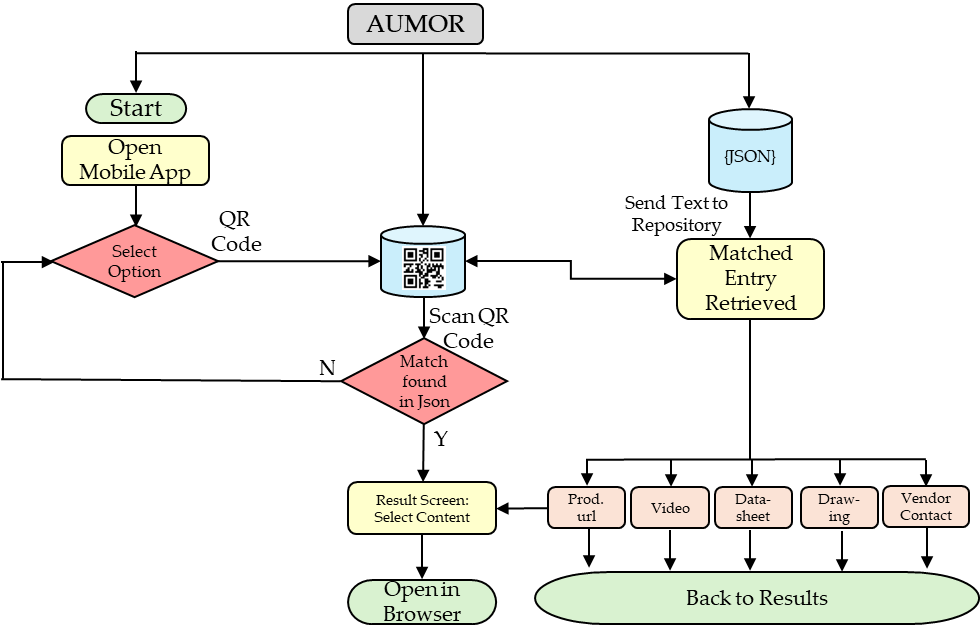 AUMOR
Start
Open
Mobile App
Select
Option
QR
Code
{JSON}
Send Text to
Repository
Matched
Entry
Retrieved
Scan QR
Code
Match
found
in Json
N
Y
Result Screen:
Select Content
Open in
Browser
Prod.
url
Video
Data-
sheet
Draw-
ing
Vendor
Contact
Back to Results